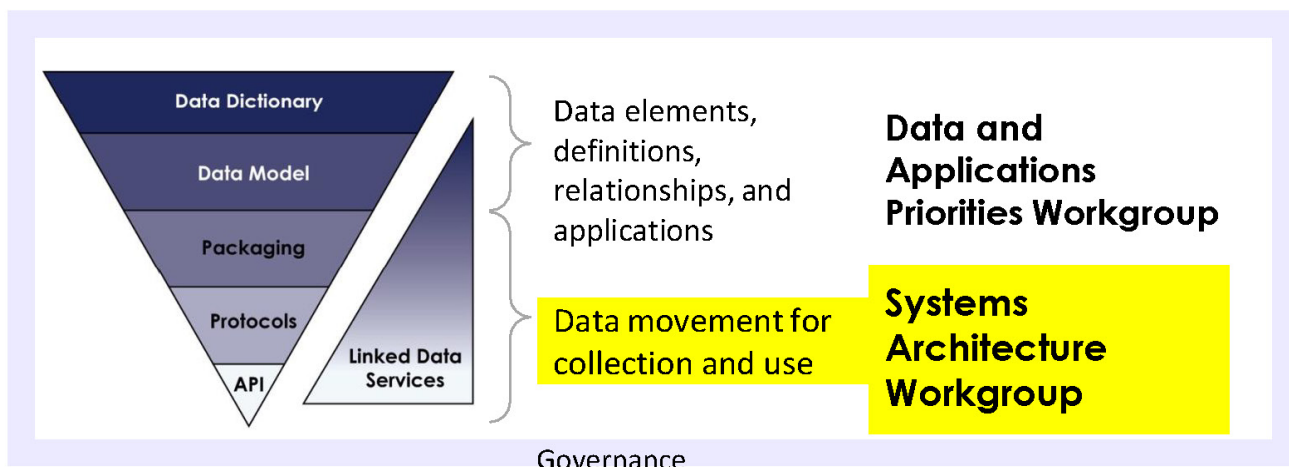 Data Dictionary
Data Model
Packaging
Protocols
API
Linked Data
Services
Data elements,
definitions,
relationships, and
applications
Data movement for
collection and use
Data and
Applications
Priorities Workgroup
Systems
Architecture
Workgroup
Governance